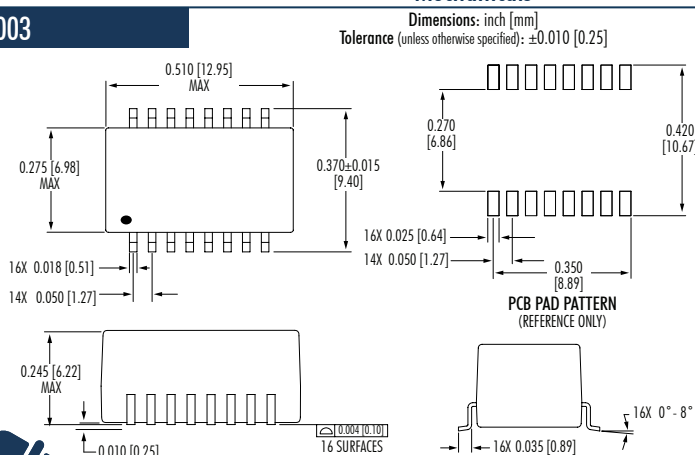 003
Dimensions: inch [mm]
Tolerance (unless otherwise specified): ±0.010 [0.25]
0.510 [12.95]
MAX
0.275 [6.98]
MAX
0.370±0.015
[9.40]
16X 0.018 [0.51]
14X 0.050 [1.27]
0.270
[6.86]
0.420
[10.67]
16X 0.025 [0.64]
14X 0.050 [1.27]
0.350
[8.89]
PCB PAD PATTERN
(REFERENCE ONLY)
0.245 [6.22]
MAX
0.010 [0.25]
0.004 [0.10]
16 SURFACES
16X 0°- 8°
16X 0.035 [0.89]